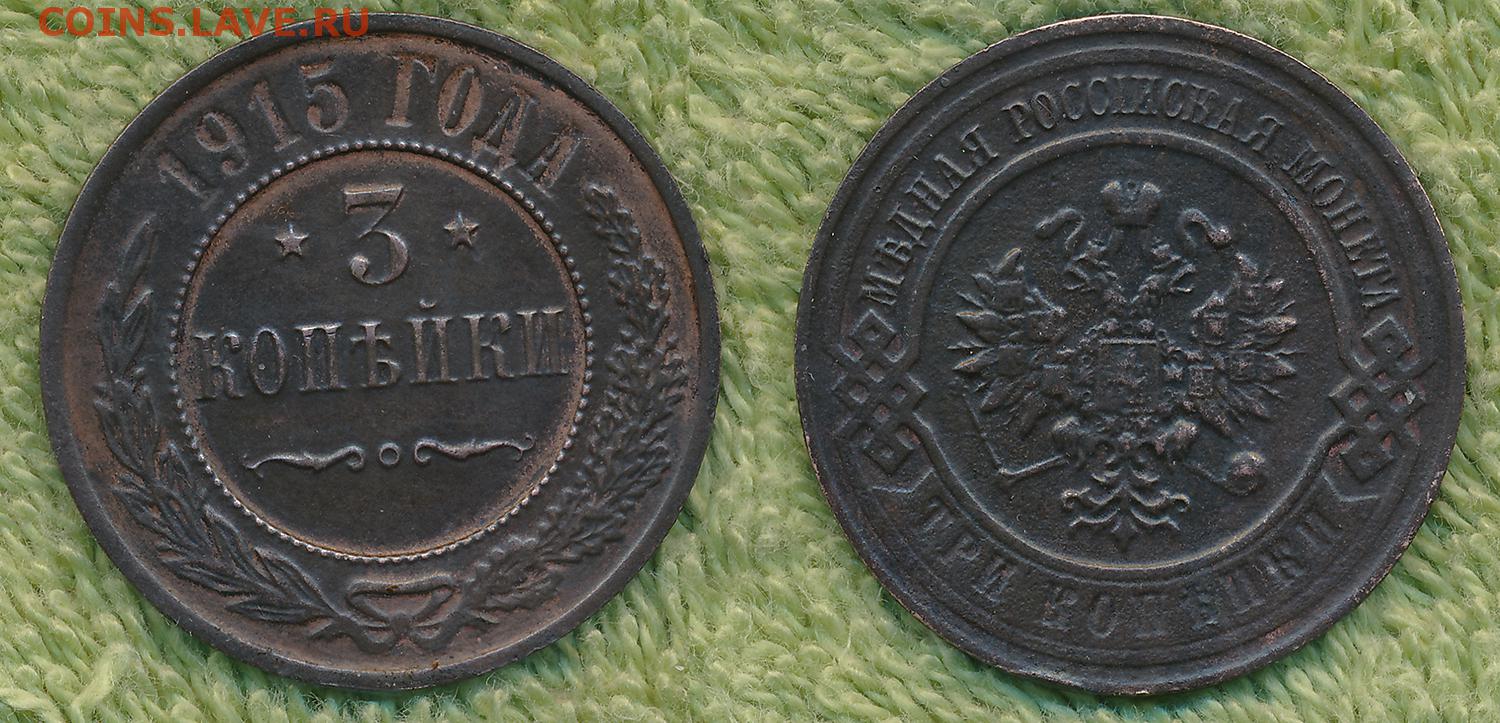 COINS.LAVE.RU
1915 ГОДА
3
КОПѢЙКИ
МѢДНАЯ РОССІЙСКАЯ МОНЕТА
ТРИ КОПѢЙКИ